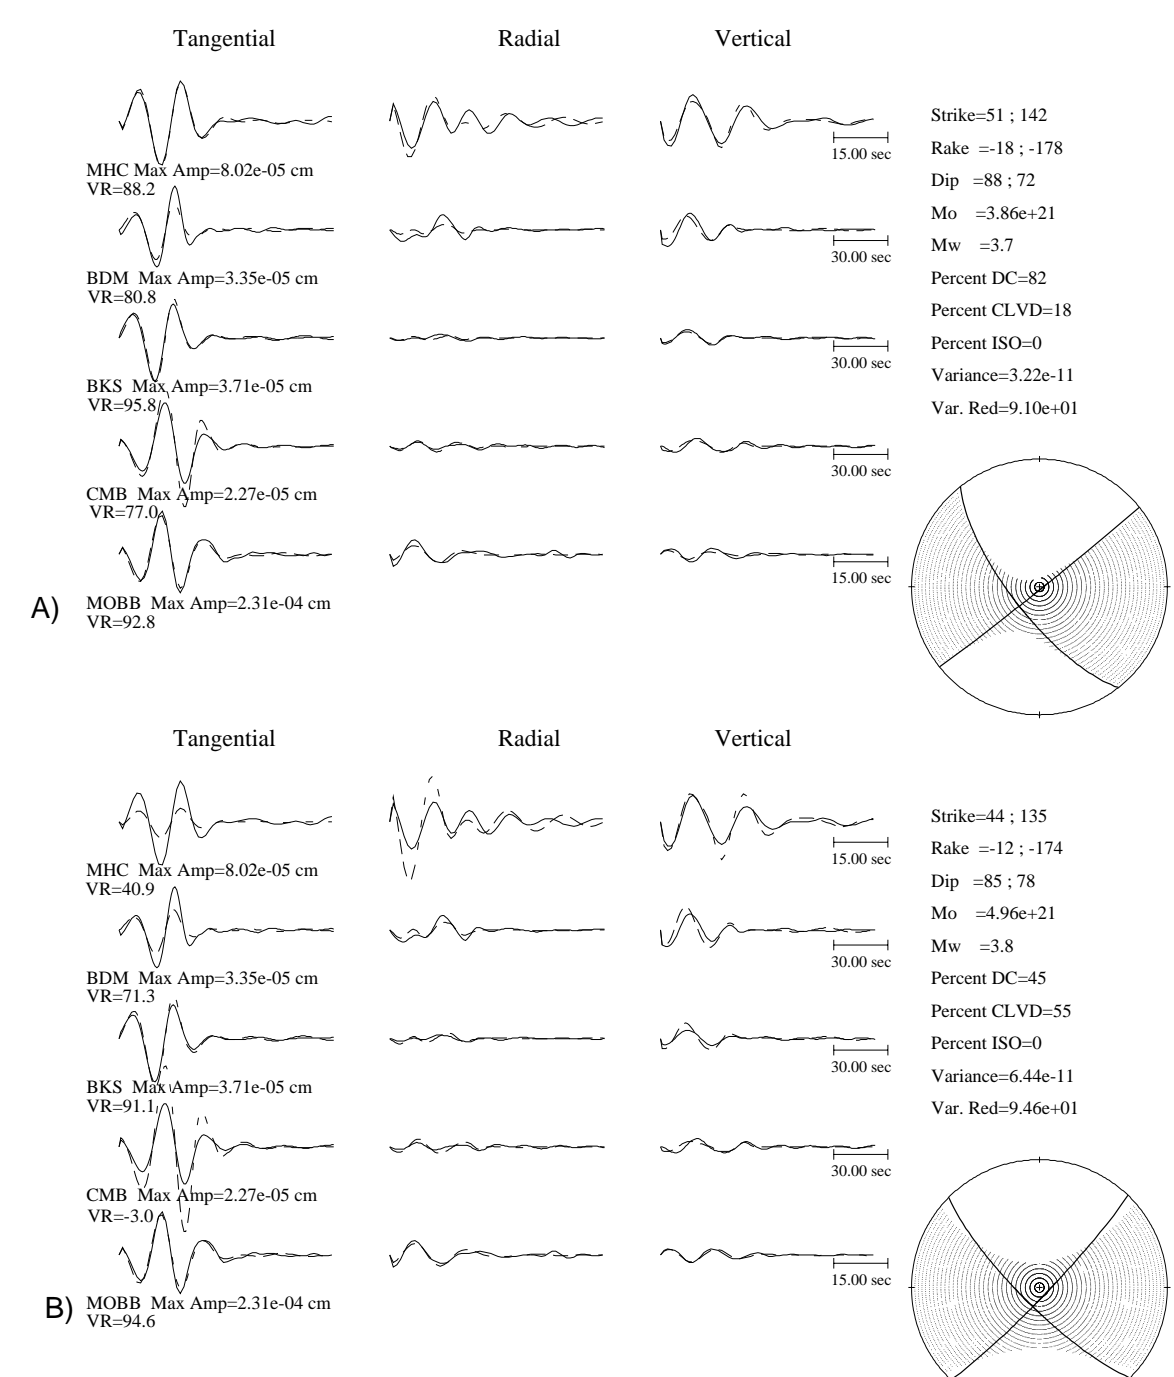 Tangential Radial Vertical
MHC Max Amp=8.02e-05 cm
VR=88.2
15.00 sec
BDM Max Amp=3.35e-05 cm
VR=80.8
30.00 sec
BKS Max Amp=3.71e-05 cm
VR=95.8
30.00 sec
CMB Max Amp=2.27e-05 cm
VR=77.0
30.00 sec
MOBB Max Amp=2.31e-04 cm
VR=92.8
15.00 sec
A)
Strike=51 ; 142
Rake =-18 ; -178
Dip =88 ; 72
Mo =3.86e+21
Mw =3.7
Percent DC=82
Percent CLVD=18
Percent ISO=0
Variance=3.22e-11
Var. Red=9.10e+01
Tangential Radial Vertical
MHC Max Amp=8.02e-05 cm
VR=40.9
15.00 sec
BDM Max Amp=3.35e-05 cm
VR=71.3
30.00 sec
BKS Max Amp=3.71e-05 cm
VR=91.1
30.00 sec
CMB Max Amp=2.27e-05 cm
VR=-3.0
30.00 sec
MOBB Max Amp=2.31e-04 cm
VR=94.6
15.00 sec
B)
Strike=44 ; 135
Rake =-12 ; -174
Dip =85 ; 78
Mo =4.96e+21
Mw =3.8
Percent DC=45
Percent CLVD=55
Percent ISO=0
Variance=6.44e-11
Var. Red=9.46e+01